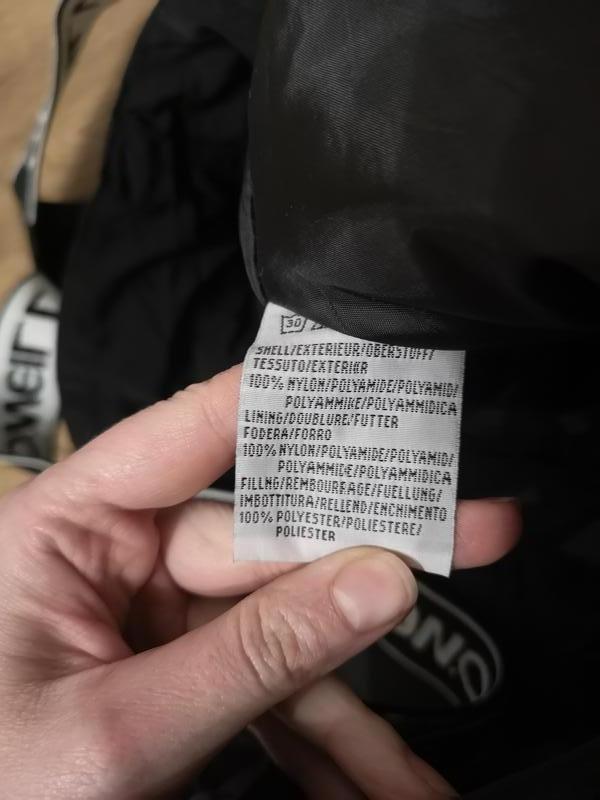 30
SHELL/EXTERIEUR/OBERSTOFF/
TESSUTO/EXTERIKR
100% NYLON/POLYAMIDE/POLYAMID/
POLYAMMIKE/POLYAMMIDICA
LINING/DOUBLURE/FUTTER
FODERA/FORRO
100% NYLON/POLYAMIDE/POLYAMID/
POLYAMMIDE/POLYAMMIDICA
FILLNG/REMBOURRAGE/FUELLUNG/
IMBOTTITURA/RELLEND/ENCHIMENTO
100% POLYESTER/POLIESTERE/
POLIESTER